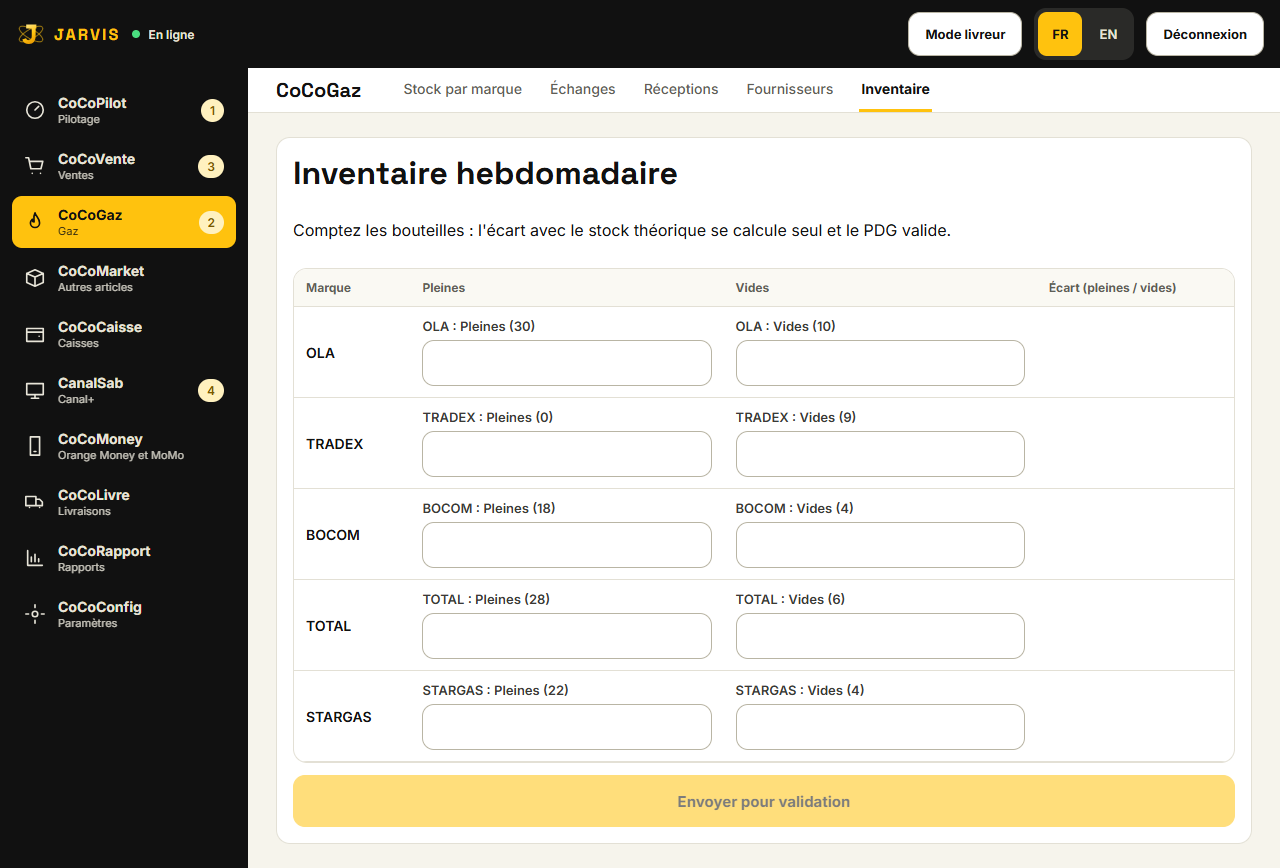 JARVIS
En ligne
Mode livreur
FR
EN
Déconnexion
CoCoPilot
Pilotage
1
CoCoVente
Ventes
3
CoCoGaz
Gaz
2
CoCoMarket
Autres articles
CoCoCaisse
Caisses
CanalSab
Canal+
4
CoCoMoney
Orange Money et MoMo
CoCoLivre
Livraisons
CoCoRapport
Rapports
CoCoConfig
Paramètres
CoCoGaz
Stock par marque
Échanges
Réceptions
Fournisseurs
Inventaire
Inventaire hebdomadaire
Comptez les bouteilles : l'écart avec le stock théorique se calcule seul et le PDG valide.
Marque
Pleines
Vides
Écart (pleines / vides)
OLA
OLA : Pleines (30)
OLA : Vides (10)
TRADEX
TRADEX : Pleines (0)
TRADEX : Vides (9)
BOCOM
BOCOM : Pleines (18)
BOCOM : Vides (4)
TOTAL
TOTAL : Pleines (28)
TOTAL : Vides (6)
STARGAS
STARGAS : Pleines (22)
STARGAS : Vides (4)
Envoyer pour validation